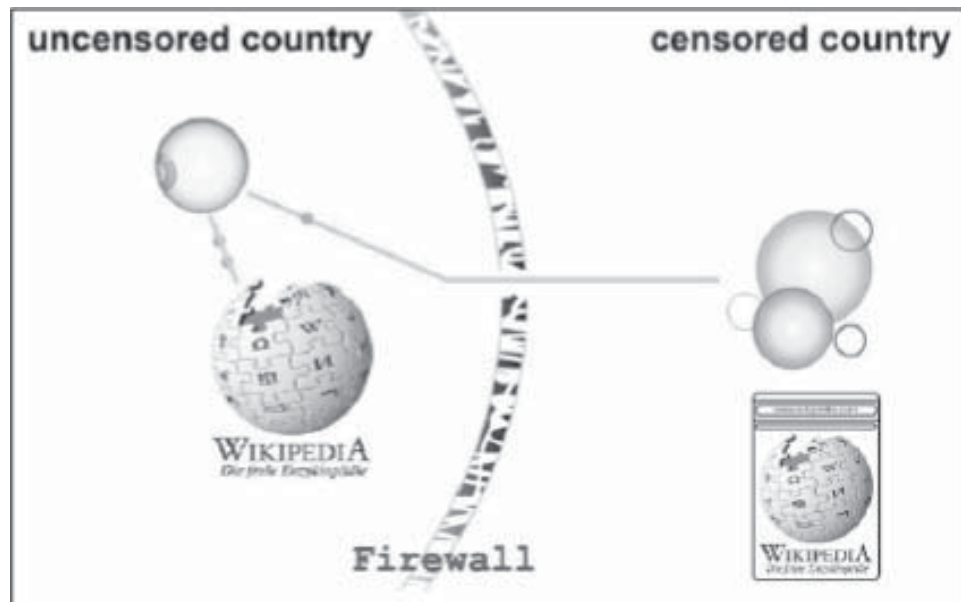 uncensored country
censored country
WIKIPEDIA
Die freie Enzyklopädie
Firewall
WIKIPEDIA
Die freie Enzyklopädie